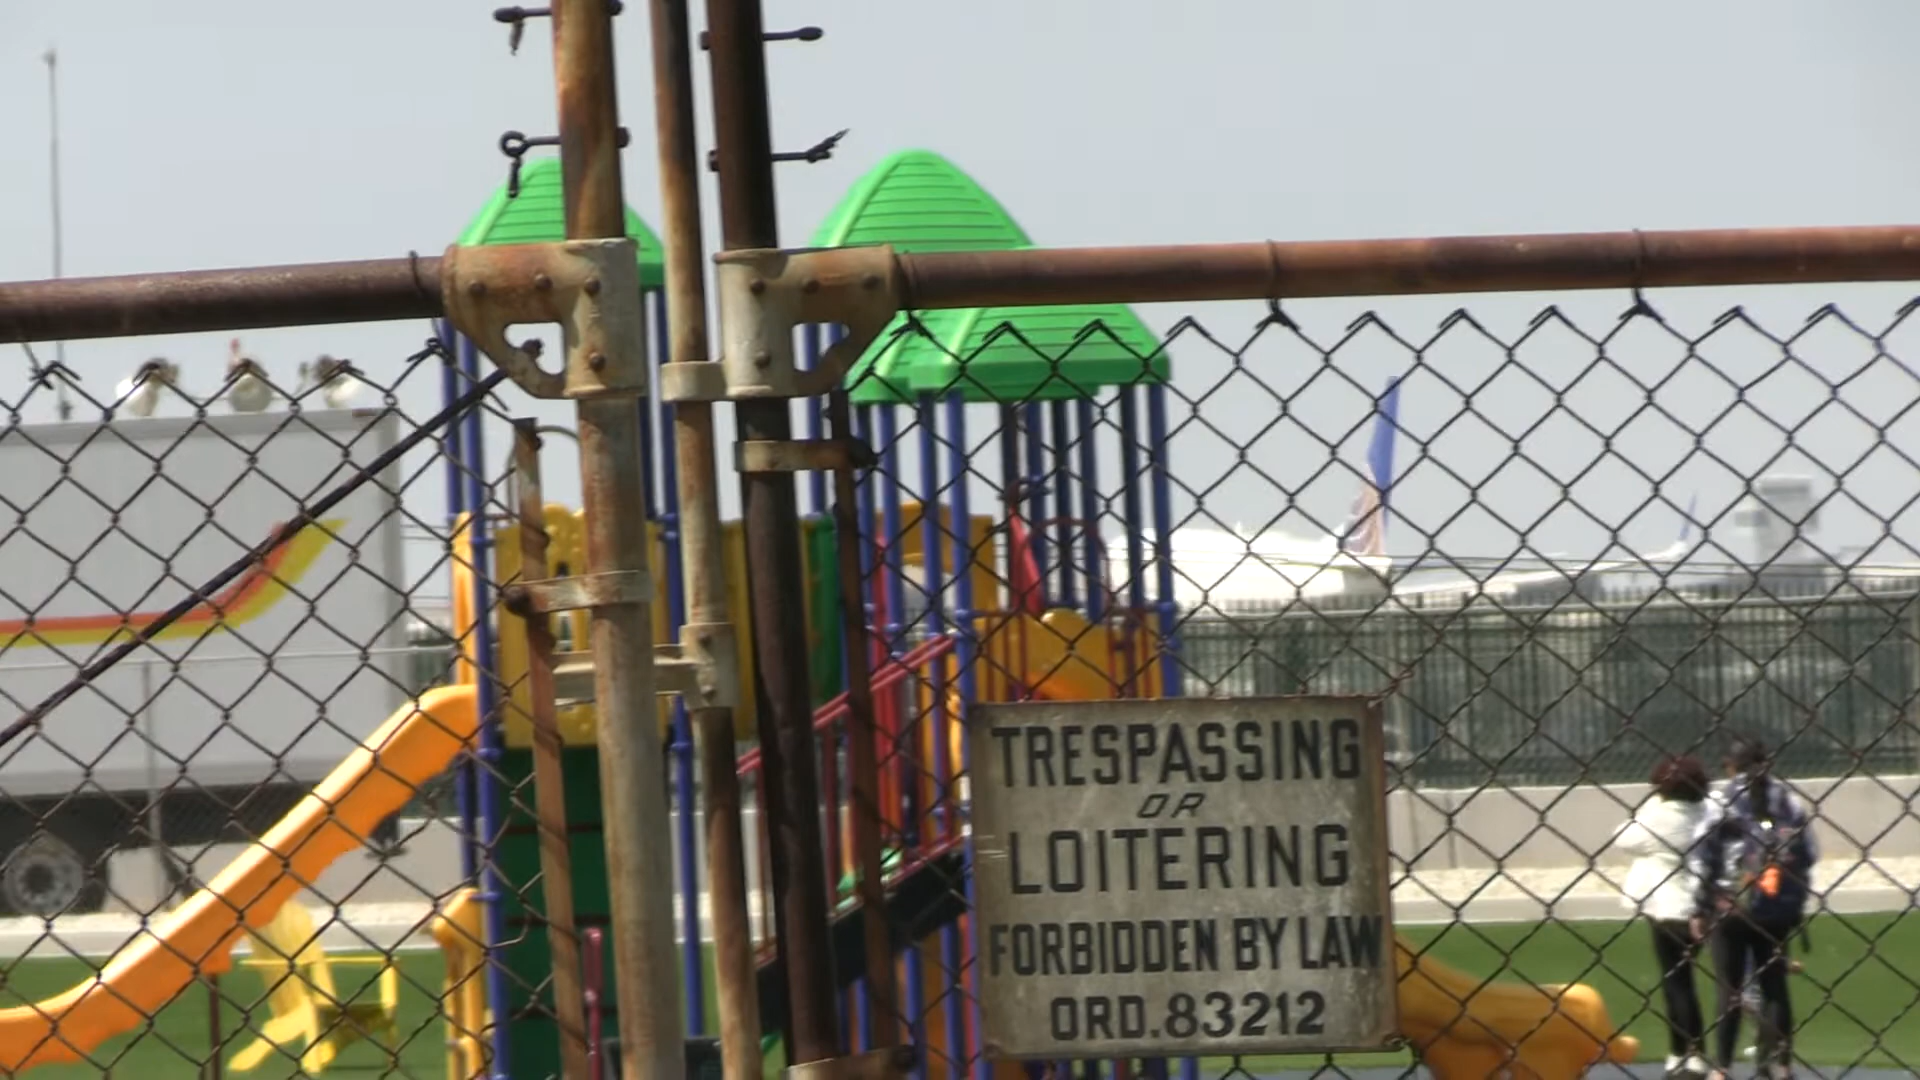 TRESPASSING
OR
LOITERING
FORBIDDEN BY LAW
ORD. 83212